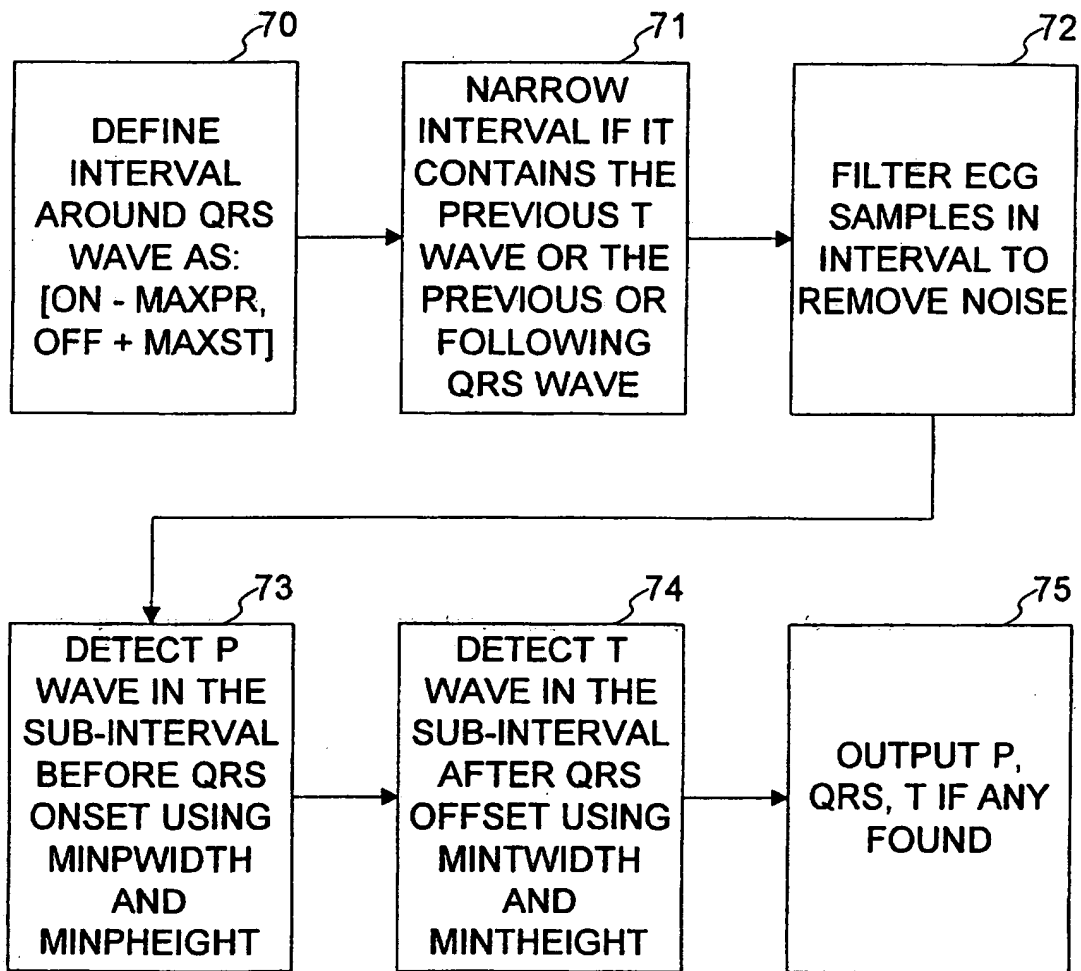 70
DEFINE
INTERVAL
AROUND QRS
WAVE AS:
[ON - MAXPR,
OFF + MAXST]
71
NARROW
INTERVAL IF IT
CONTAINS THE
PREVIOUS T
WAVE OR THE
PREVIOUS OR
FOLLOWING
QRS WAVE
72
FILTER ECG
SAMPLES IN
INTERVAL TO
REMOVE NOISE
73
DETECT P
WAVE IN THE
SUB-INTERVAL
BEFORE QRS
ONSET USING
MINPWIDTH
AND
MINPHEIGHT
74
DETECT T
WAVE IN THE
SUB-INTERVAL
AFTER QRS
OFFSET USING
MINTWIDTH
AND
MINTHEIGHT
75
OUTPUT P,
QRS, T IF ANY
FOUND